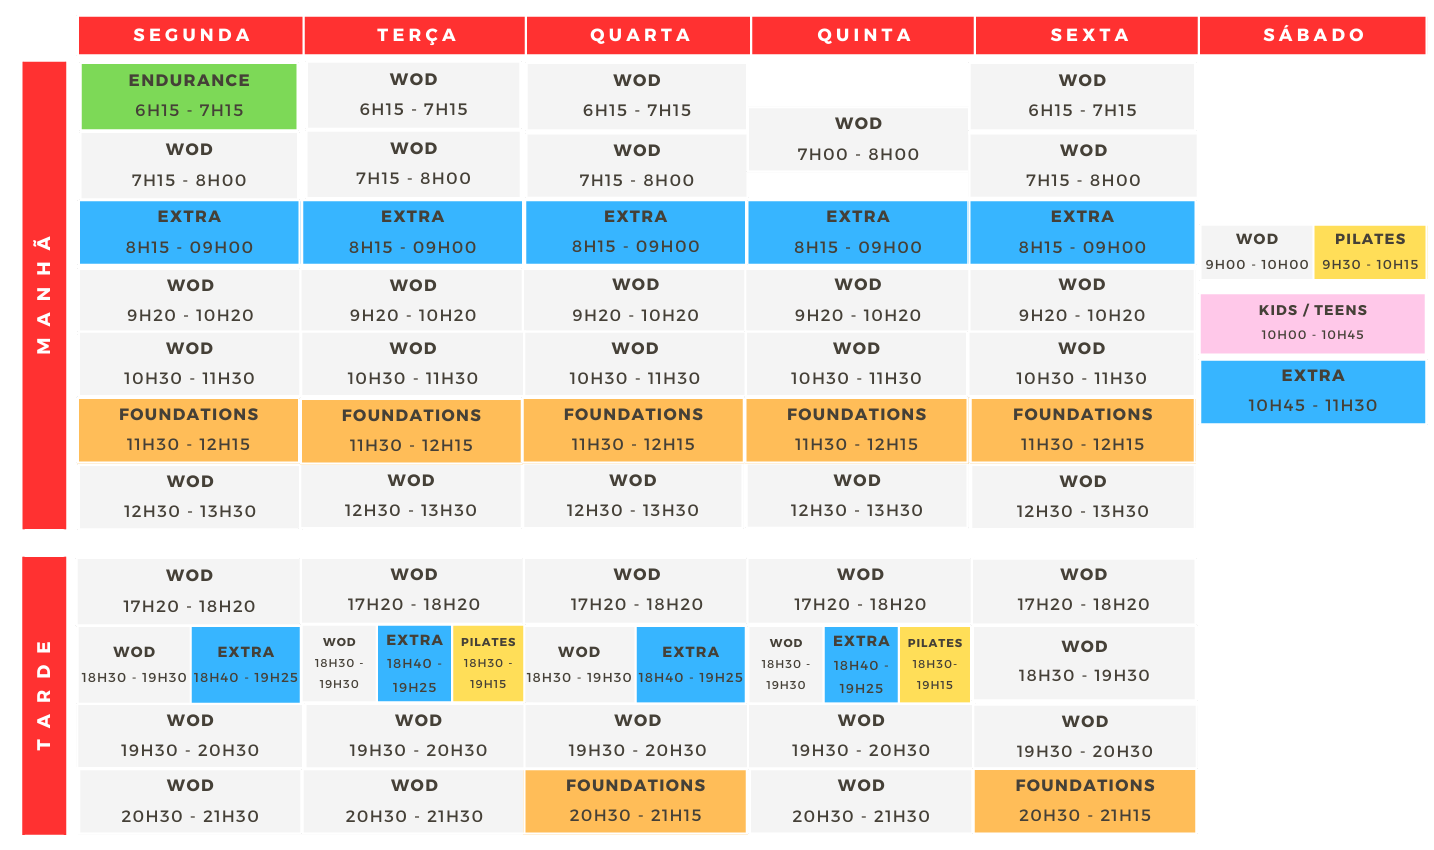 SEGUNDA TERÇA QUARTA QUINTA SEXTA SÁBADO
MANHÃ
ENDURANCE WOD WOD WOD
6H15 - 7H15 6H15 - 7H15 6H15 - 7H15 6H15 - 7H15
WOD
7H00 - 8H00
WOD WOD WOD WOD
7H15 - 8H00 7H15 - 8H00 7H15 - 8H00 7H15 - 8H00
EXTRA EXTRA EXTRA EXTRA EXTRA
8H15 - 09H00 8H15 - 09H00 8H15 - 09H00 8H15 - 09H00 8H15 - 09H00
WOD PILATES
9H00 - 10H00 9H30 - 10H15
WOD WOD WOD WOD WOD
9H20 - 10H20 9H20 - 10H20 9H20 - 10H20 9H20 - 10H20 9H20 - 10H20
KIDS / TEENS
10H00 - 10H45
WOD WOD WOD WOD WOD
10H30 - 11H30 10H30 - 11H30 10H30 - 11H30 10H30 - 11H30 10H30 - 11H30
EXTRA
10H45 - 11H30
FOUNDATIONS FOUNDATIONS FOUNDATIONS FOUNDATIONS FOUNDATIONS
11H30 - 12H15 11H30 - 12H15 11H30 - 12H15 11H30 - 12H15 11H30 - 12H15
WOD WOD WOD WOD WOD
12H30 - 13H30 12H30 - 13H30 12H30 - 13H30 12H30 - 13H30 12H30 - 13H30
TARDE
WOD WOD WOD WOD WOD
17H20 - 18H20 17H20 - 18H20 17H20 - 18H20 17H20 - 18H20 17H20 - 18H20
WOD EXTRA
18H30 - 19H30 18H40 - 19H25
WOD EXTRA PILATES
18H30 - 18H40 - 18H30 -
19H30 19H25 19H15
WOD EXTRA
18H30 - 19H30 18H40 - 19H25
WOD EXTRA PILATES
18H30 - 18H40 - 18H30-
19H30 19H25 19H15
WOD
18H30 - 19H30
WOD WOD WOD WOD WOD
19H30 - 20H30 19H30 - 20H30 19H30 - 20H30 19H30 - 20H30 19H30 - 20H30
WOD WOD FOUNDATIONS WOD FOUNDATIONS
20H30 - 21H30 20H30 - 21H30 20H30 - 21H15 20H30 - 21H30 20H30 - 21H15